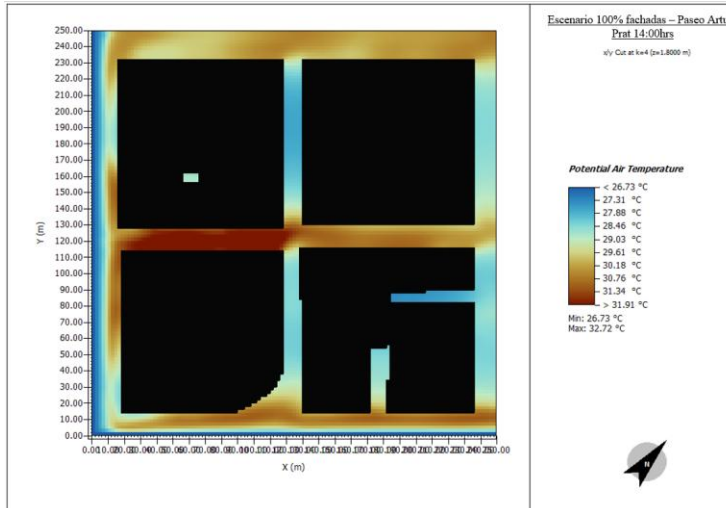 Escenario 100% fachadas – Paseo Artu
Prat 14:00hrs
x/y Cut at k=4 (z=1.8000 m)
250.00
240.00
230.00
220.00
210.00
200.00
190.00
180.00
170.00
160.00
150.00
140.00
130.00
120.00
110.00
100.00
90.00
80.00
70.00
60.00
50.00
40.00
30.00
20.00
10.00
0.00
Y (m)
X (m)
Potential Air Temperature
< 26.73 °C
27.31 °C
27.88 °C
28.46 °C
29.03 °C
29.61 °C
30.18 °C
30.76 °C
31.34 °C
> 31.91 °C
Min: 26.73 °C
Max: 32.72 °C
N